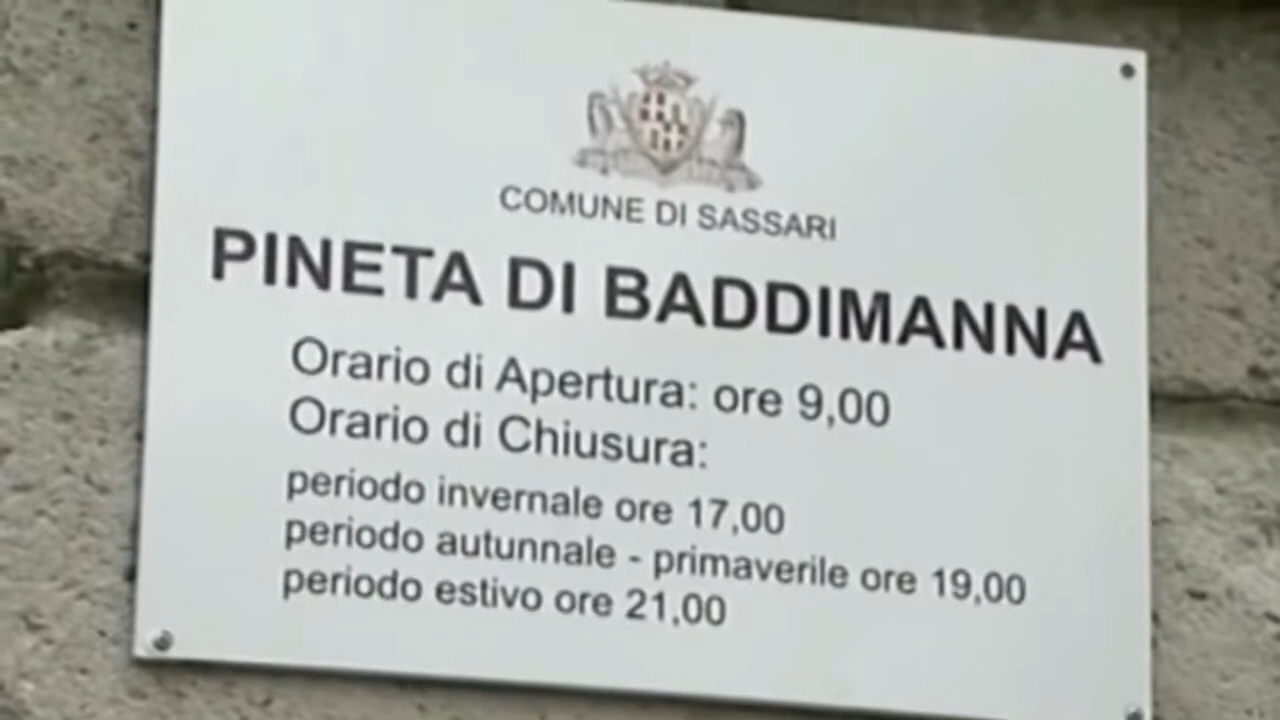 COMUNE DI SASSARI
PINETA DI BADDIMANNA
Orario di Apertura: ore 9,00
Orario di Chiusura:
periodo invernale ore 17,00
periodo autunnale - primaverile ore 19,00
periodo estivo ore 21,00